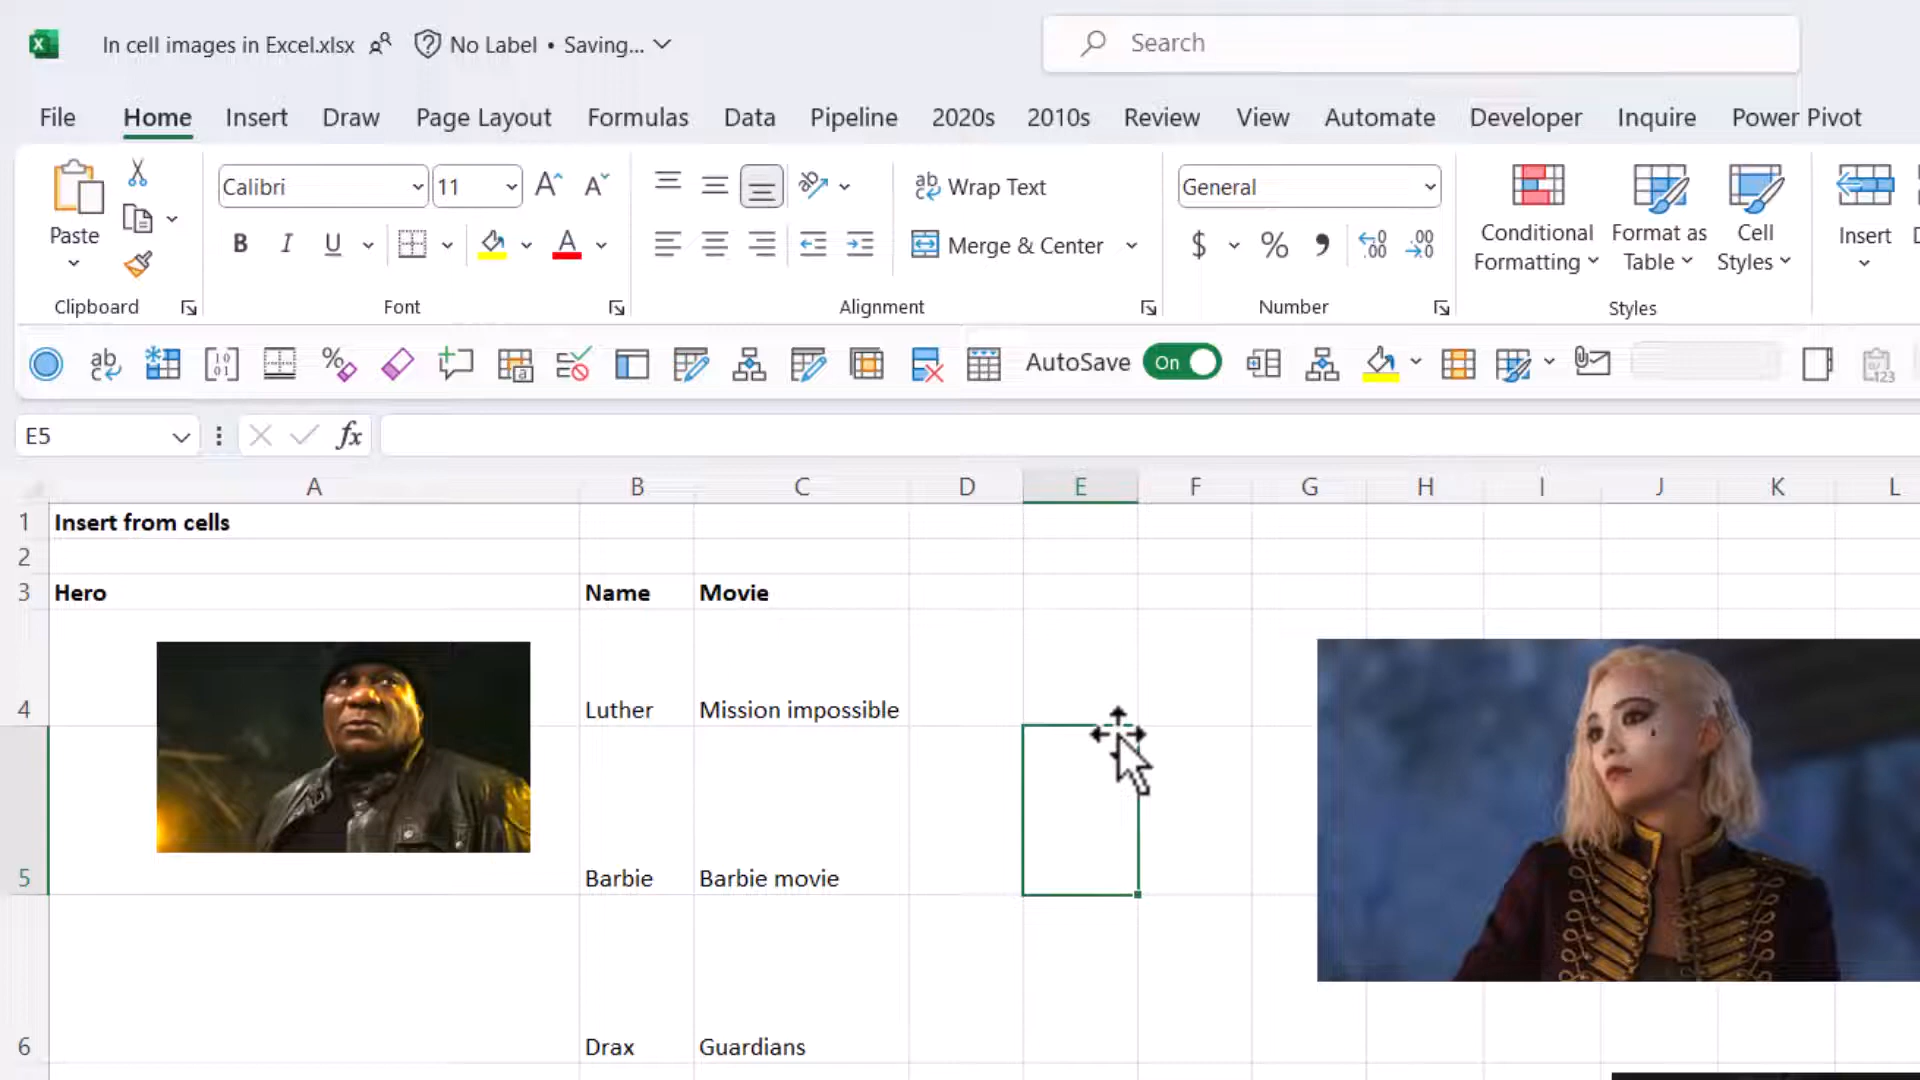 In cell images in Excel.xlsx No Label • Saving...
Search
File Home Insert Draw Page Layout Formulas Data Pipeline 2020s 2010s Review View Automate Developer Inquire Power Pivot
Paste
Clipboard
Calibri 11
B I U
Font
Wrap Text
Merge & Center
Alignment
General
Number
Conditional Formatting
Format as Table
Cell Styles
Styles
Insert
AutoSave On
E5
fx
A B C D E F G H I J K L
1 Insert from cells
2
3 Hero Name Movie
4 Luther Mission impossible
5 Barbie Barbie movie
6 Drax Guardians